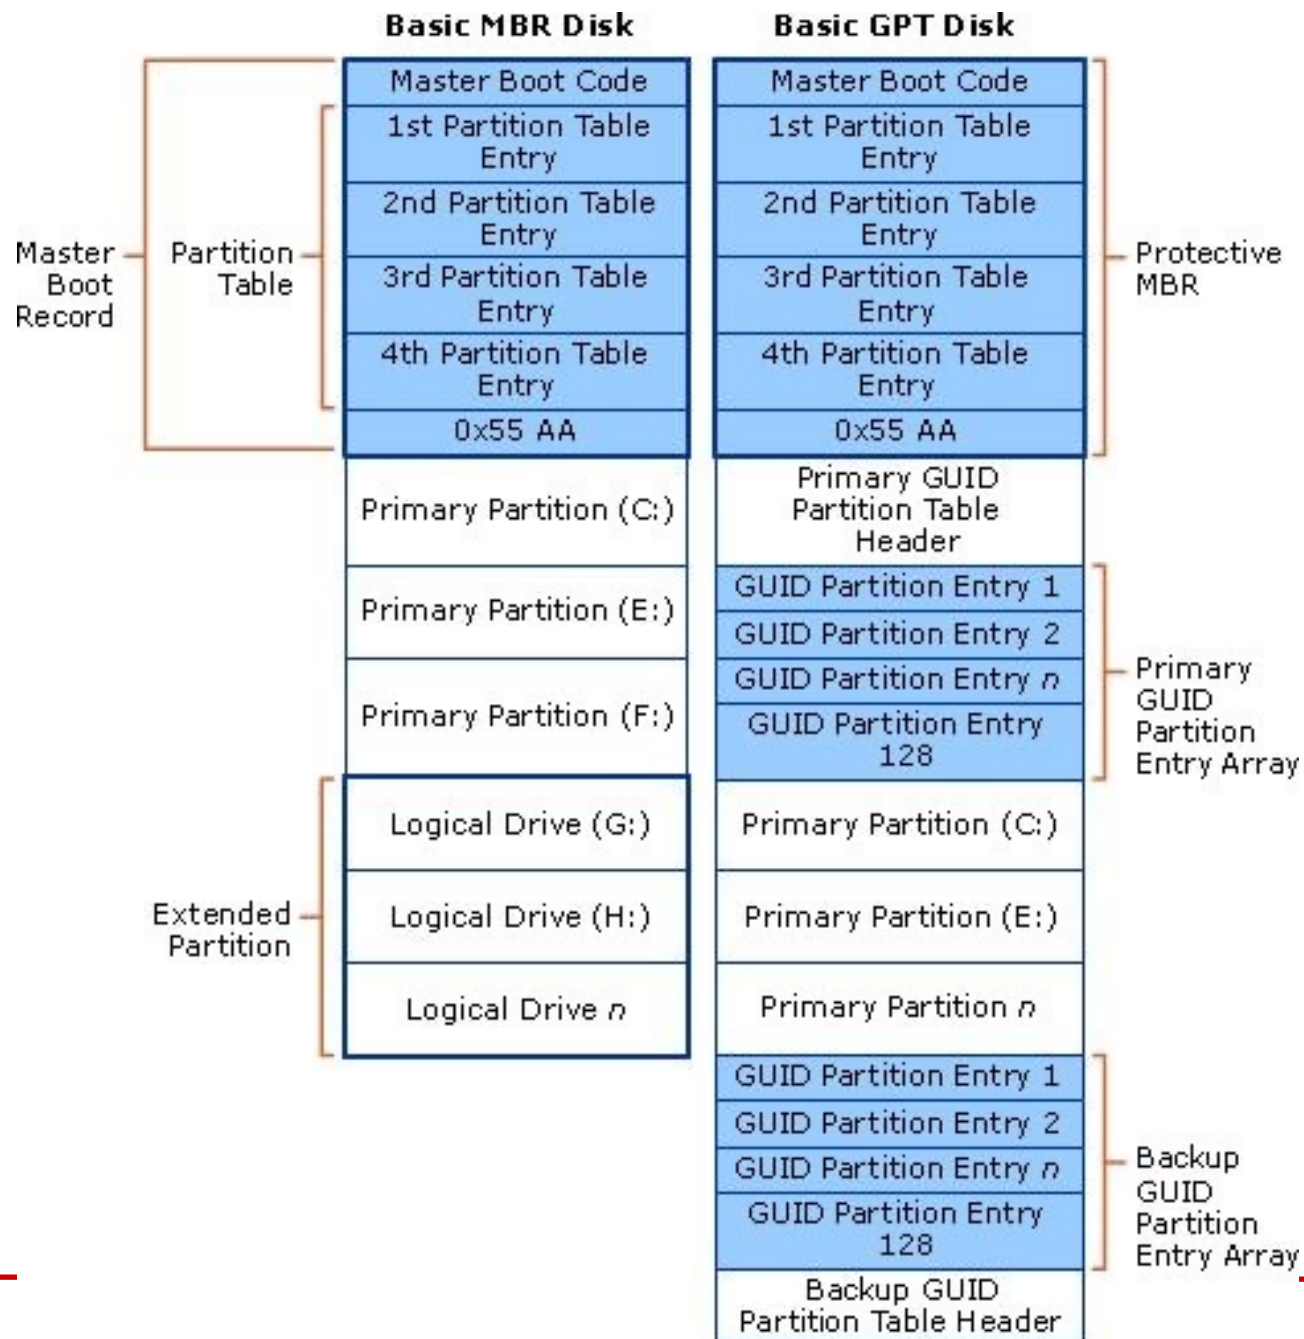 Basic MBR Disk
Master Boot Code
1st Partition Table
Entry
2nd Partition Table
Entry
3rd Partition Table
Entry
4th Partition Table
Entry
0x55 AA
Master
Boot
Record
Partition
Table
Primary Partition (C:)
Primary Partition (E:)
Primary Partition (F:)
Logical Drive (G:)
Logical Drive (H:)
Logical Drive n
Extended
Partition
Basic GPT Disk
Master Boot Code
1st Partition Table
Entry
2nd Partition Table
Entry
3rd Partition Table
Entry
4th Partition Table
Entry
0x55 AA
Protective
MBR
Primary GUID
Partition Table
Header
GUID Partition Entry 1
GUID Partition Entry 2
GUID Partition Entry n
GUID Partition Entry
128
Primary
GUID
Partition
Entry Array
Primary Partition (C:)
Primary Partition (E:)
Primary Partition n
GUID Partition Entry 1
GUID Partition Entry 2
GUID Partition Entry n
GUID Partition Entry
128
Backup
GUID
Partition
Entry Array
Backup GUID
Partition Table Header